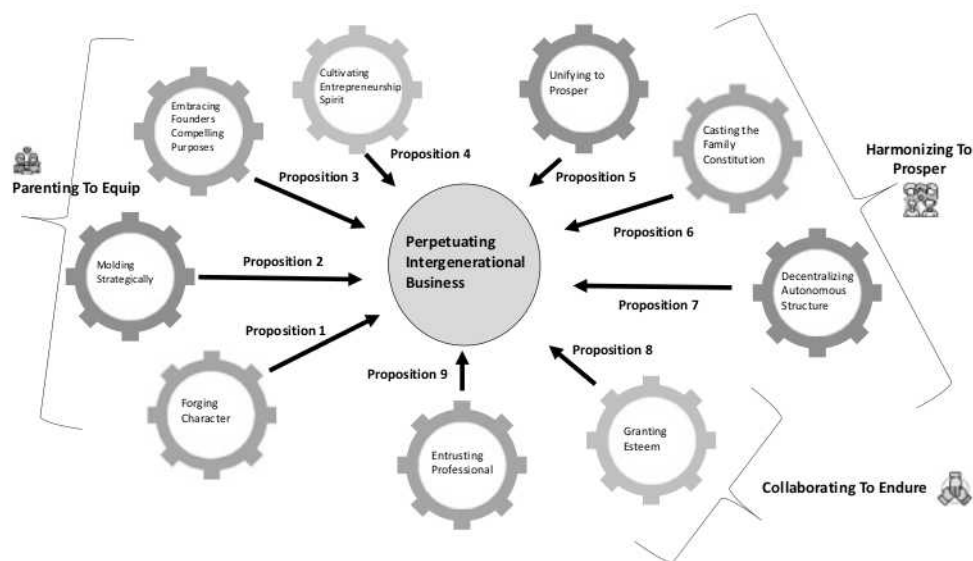 Cultivating
Entrepreneurship
Spirit
Unifying to
Prosper
Embracing
Founders
Compelling
Purposes
Casting the
Family
Constitution
Harmonizing To
Prosper
Parenting To Equip
Proposition 4
Proposition 3
Proposition 5
Proposition 6
Perpetuating
Intergenerational
Business
Molding
Strategically
Proposition 2
Decentralizing
Autonomous
Structure
Proposition 7
Proposition 1
Proposition 8
Proposition 9
Forging
Character
Granting
Esteem
Entrusting
Professional
Collaborating To Endure